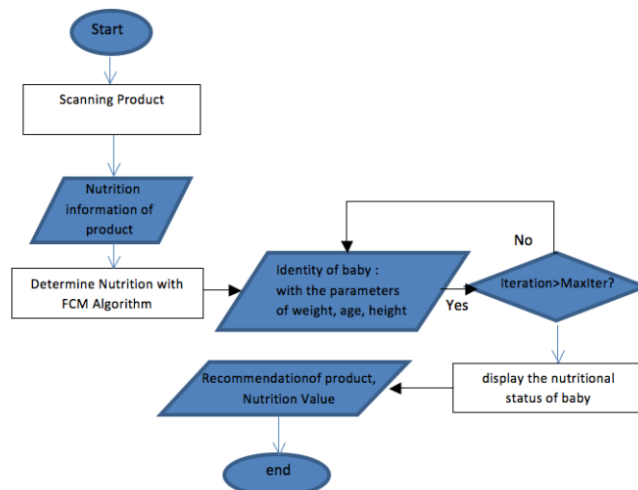 Start
Scanning Product
Nutrition
information of
product
Determine Nutrition with
FCM Algorithm
Identity of baby :
with the parameters
of weight, age, height
No
Yes
Iteration>MaxIter?
display the nutritional
status of baby
Recommendationof product,
Nutrition Value
end